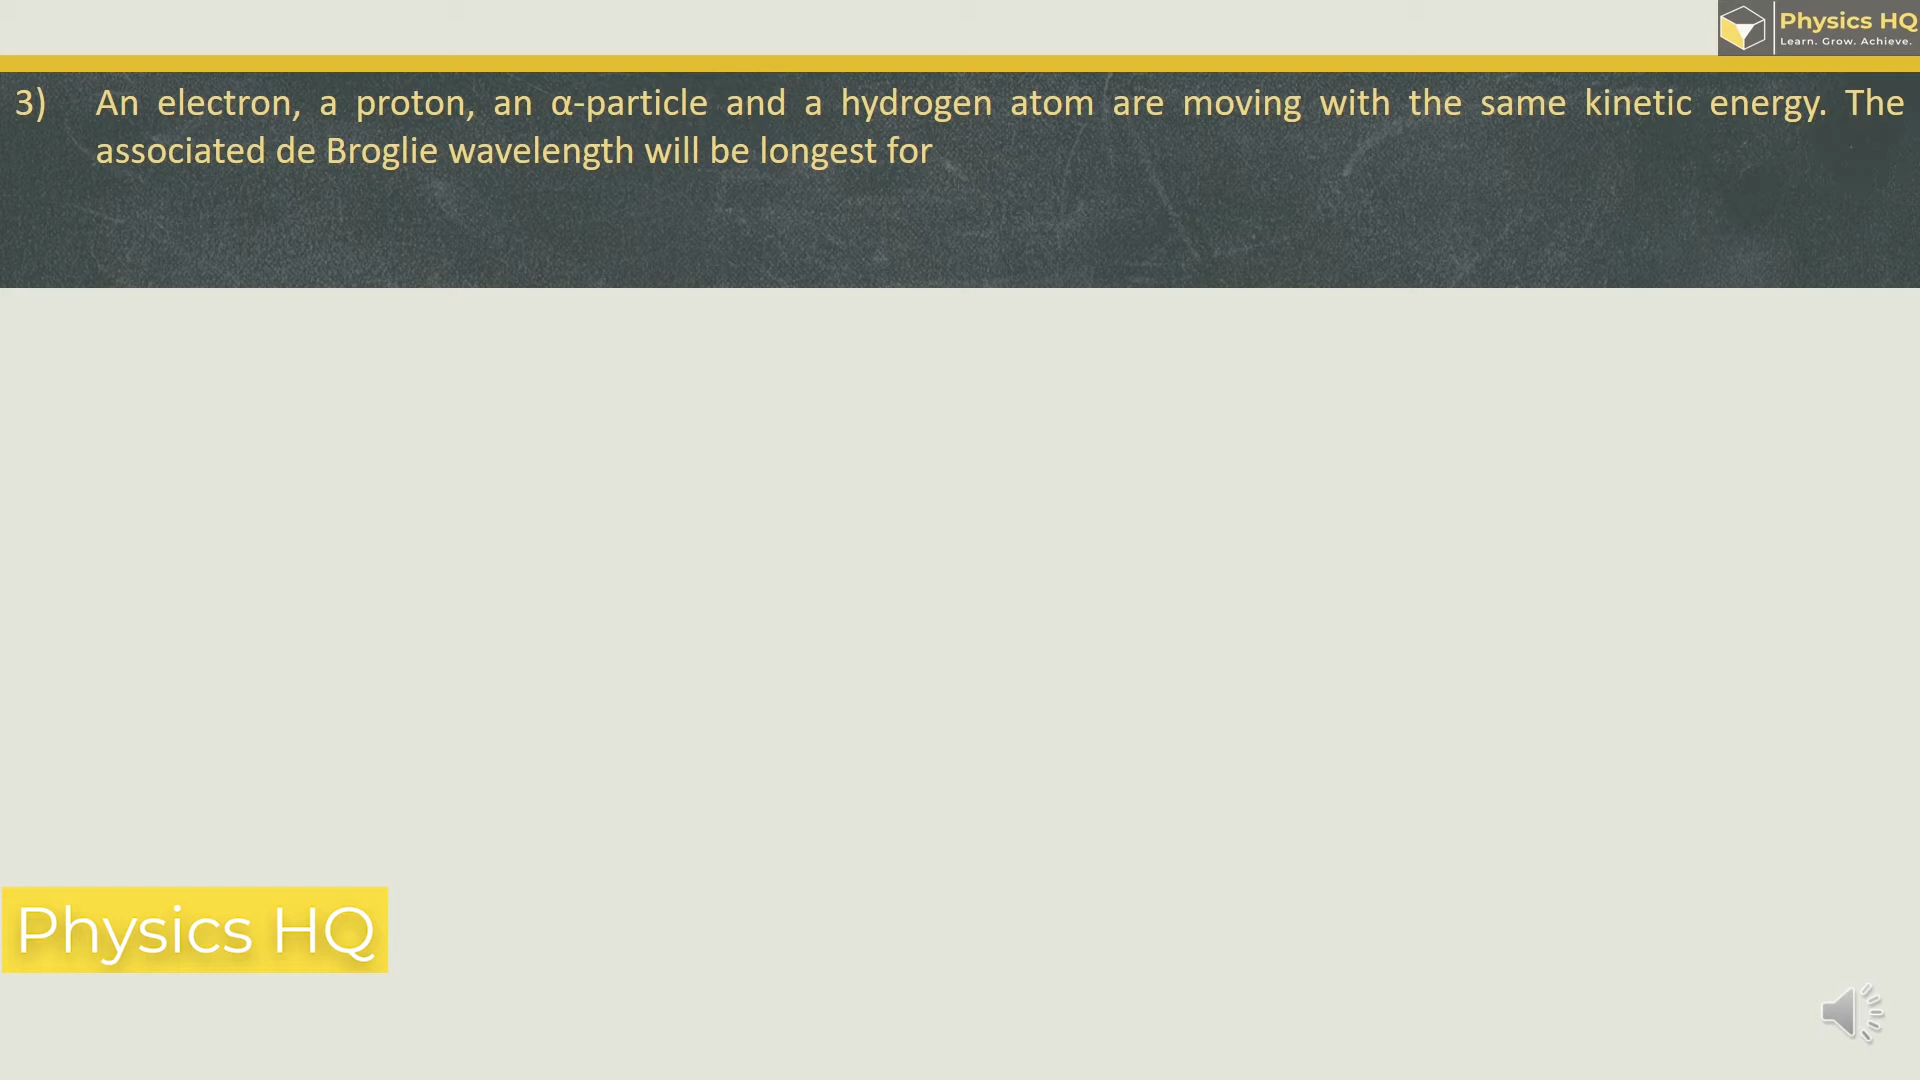 Physics HQ
Learn. Grow. Achieve.
3) An electron, a proton, an α-particle and a hydrogen atom are moving with the same kinetic energy. The
associated de Broglie wavelength will be longest for
Physics HQ